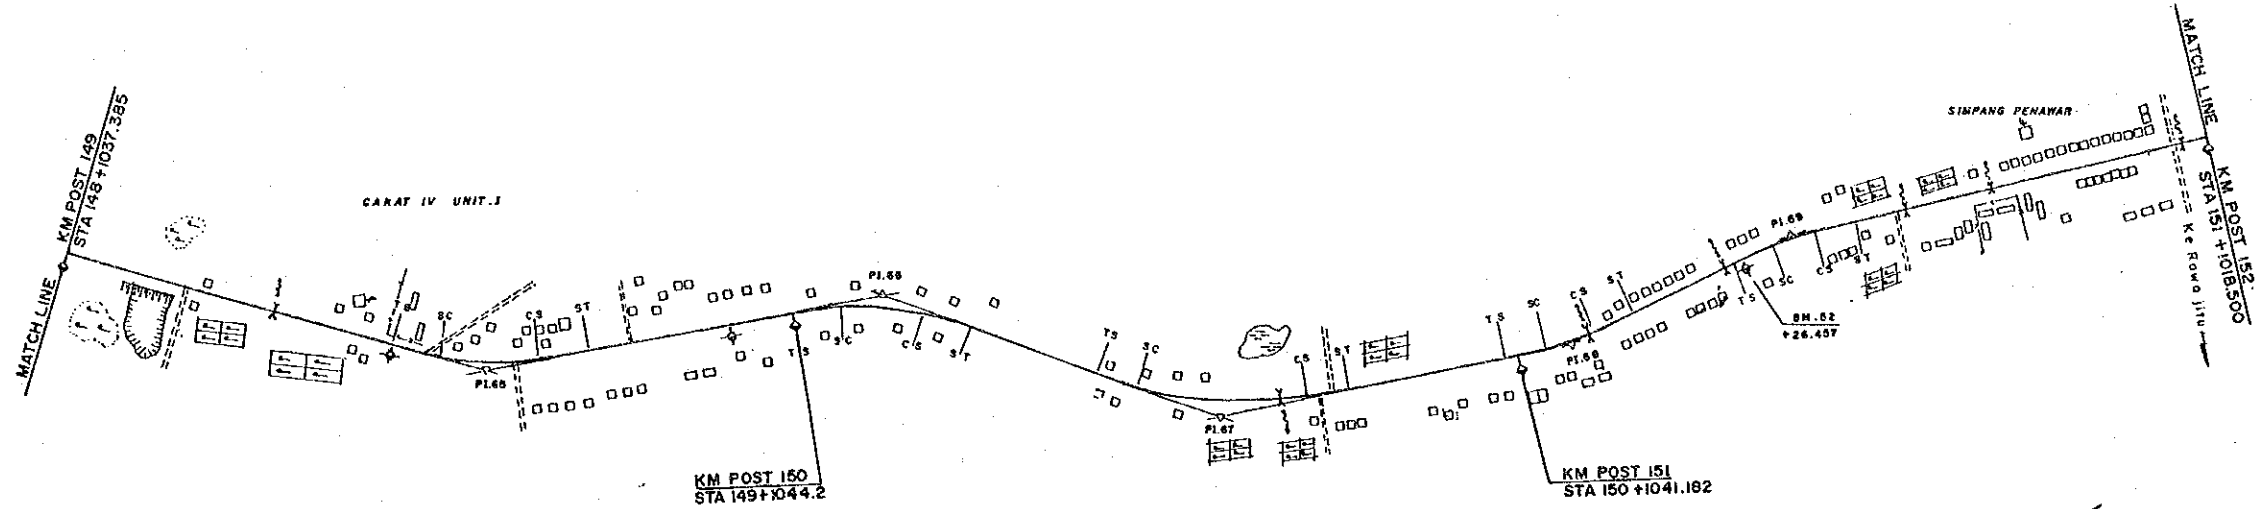 MATCH LINE
KM POST 149
STA 148+1037.385
GAKAT IV UNIT.I
SC
PI.65
CS
ST
KM POST 150
STA 149+1044.2
TS
SC
PI.66
CS
ST
TS
SC
PI.67
CS
ST
TS
SC
CS
PI.68
ST
KM POST 151
STA 150+1041.182
TS
BM.52
+26.457
SC
PI.69
CS
ST
SIMPANG PENAWAR
Ke Rawa jitu
MATCH LINE
KM POST 152
STA 151+1018.500